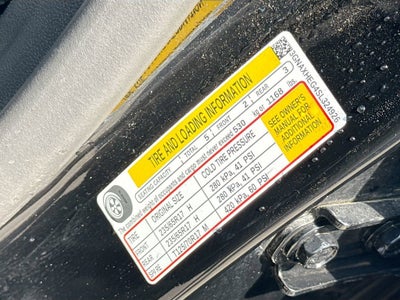 3GNAXHEG4SL324926
TIRE AND LOADING INFORMATION
SEATING CAPACITY TOTAL 5 FRONT 2 REAR 3
The combined weight of occupants and cargo must never exceed 530 kg or 1168 lbs.
TIRE ORIGINAL SIZE COLD TIRE PRESSURE
FRONT 235/65R17 H 280 kPa, 41 PSI
REAR 235/65R17 H 280 kPa, 41 PSI
SPARE T125/70R17 M 420 kPa, 60 PSI
SEE OWNER'S
MANUAL FOR
ADDITIONAL
INFORMATION